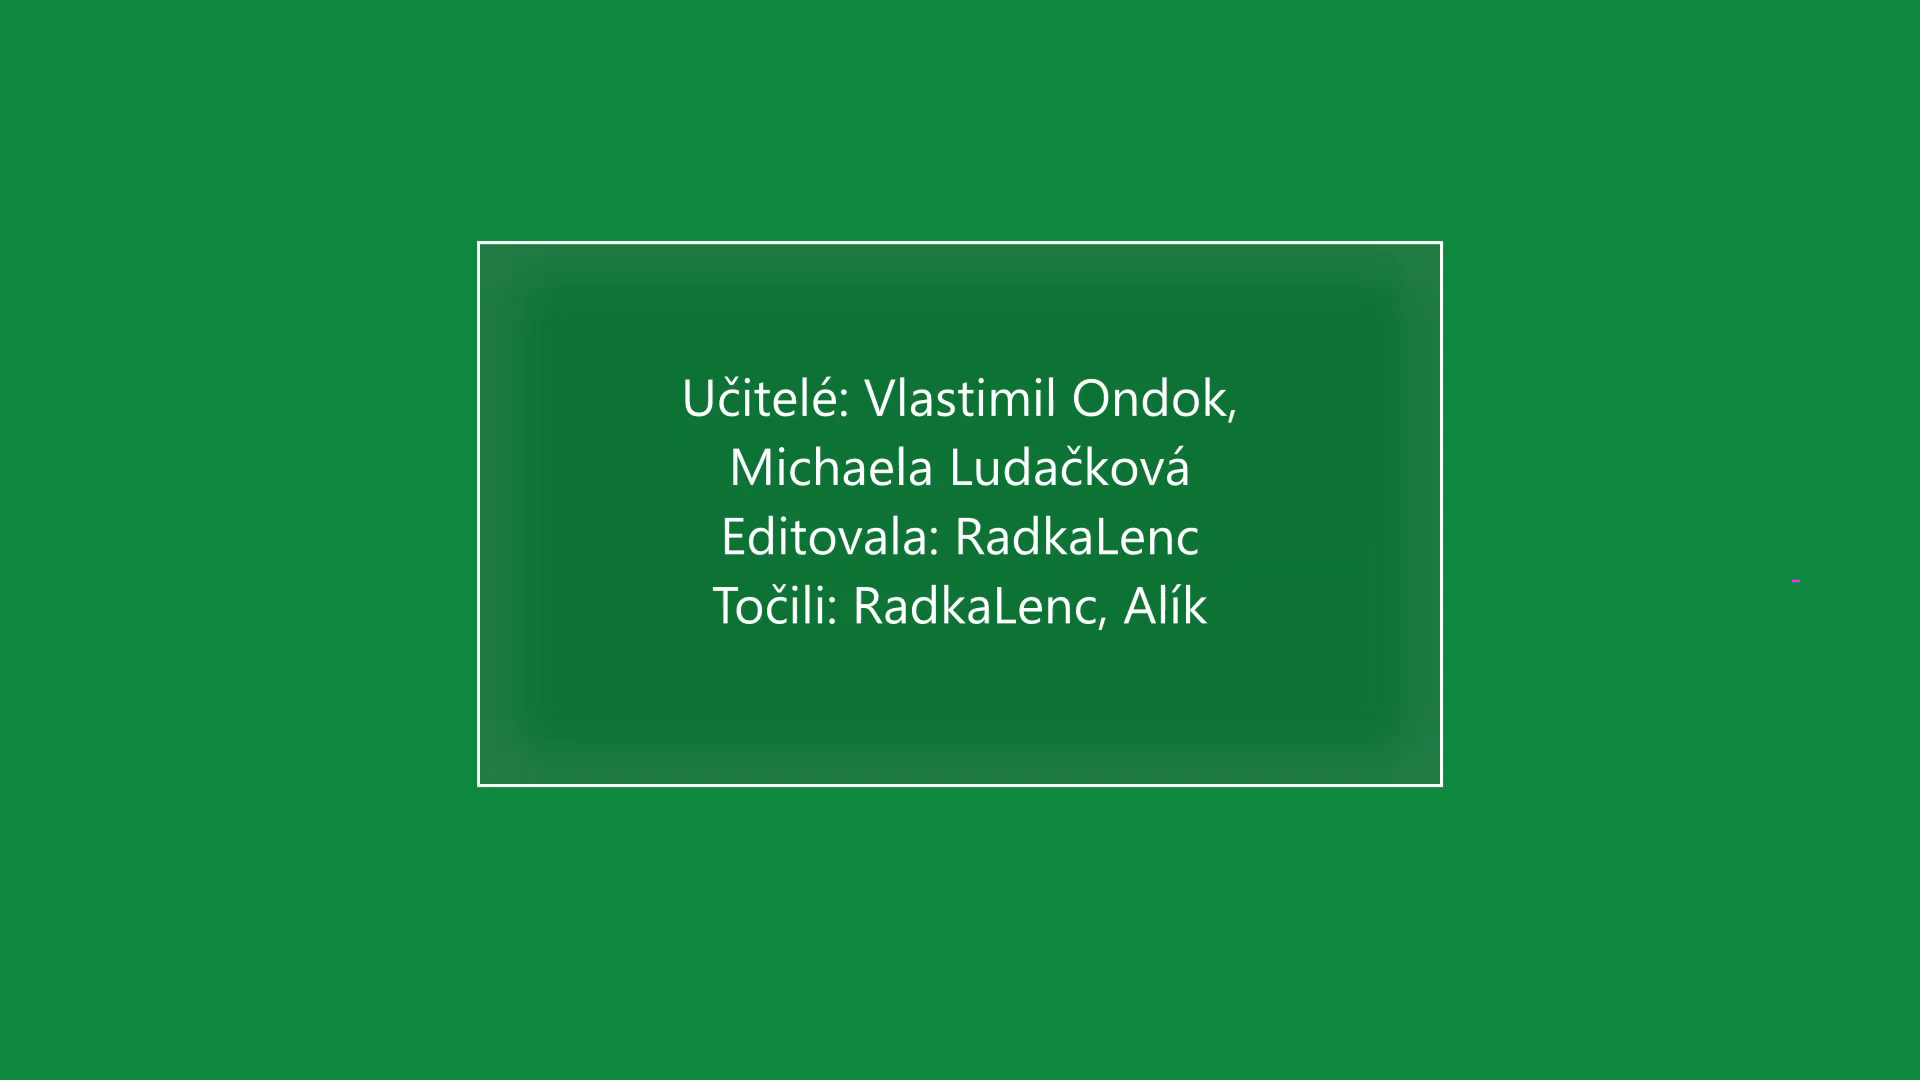 Učitelé: Vlastimil Ondok,
Michaela Ludačková
Editovala: RadkaLenc
Točili: RadkaLenc, Alík